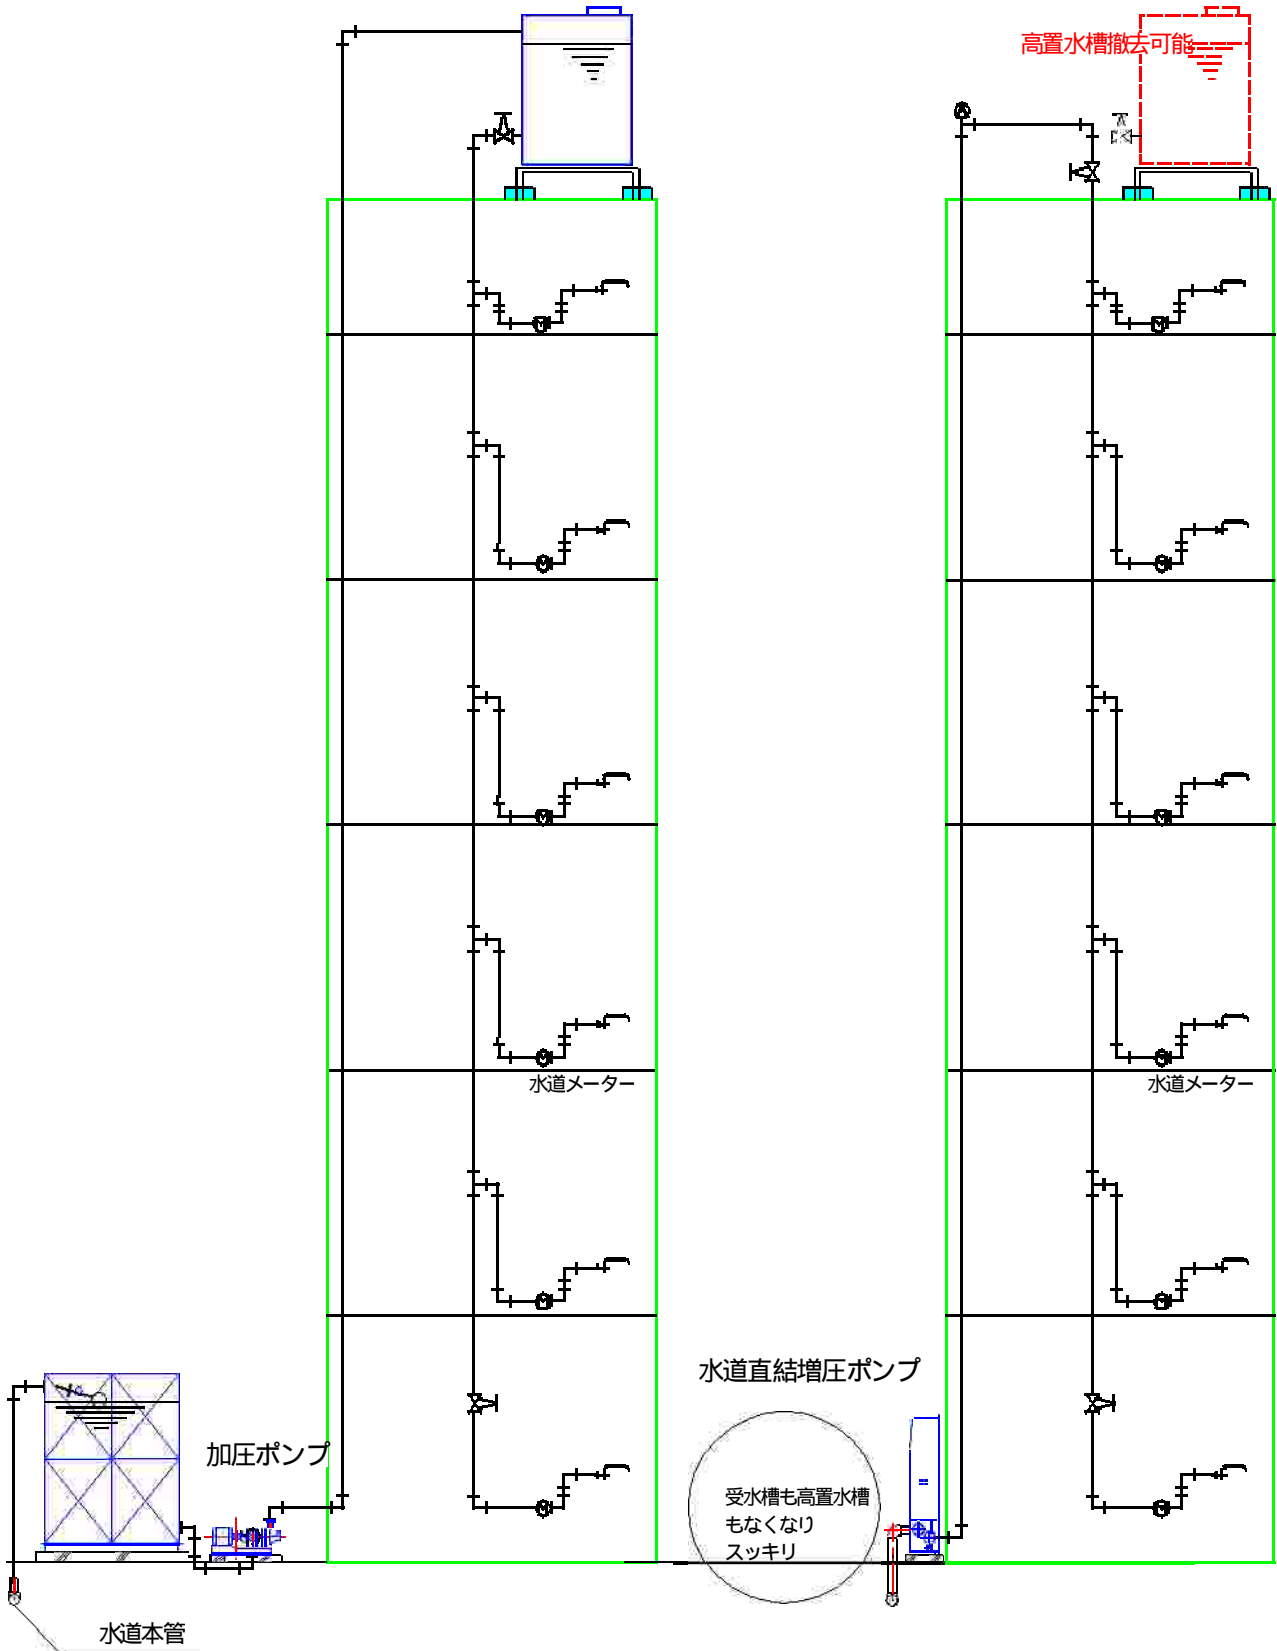 高置水槽撤去可能
水道メーター
水道メーター
水道直結増圧ポンプ
加圧ポンプ
受水槽も高置水槽
もなくなり
スッキリ
水道本管